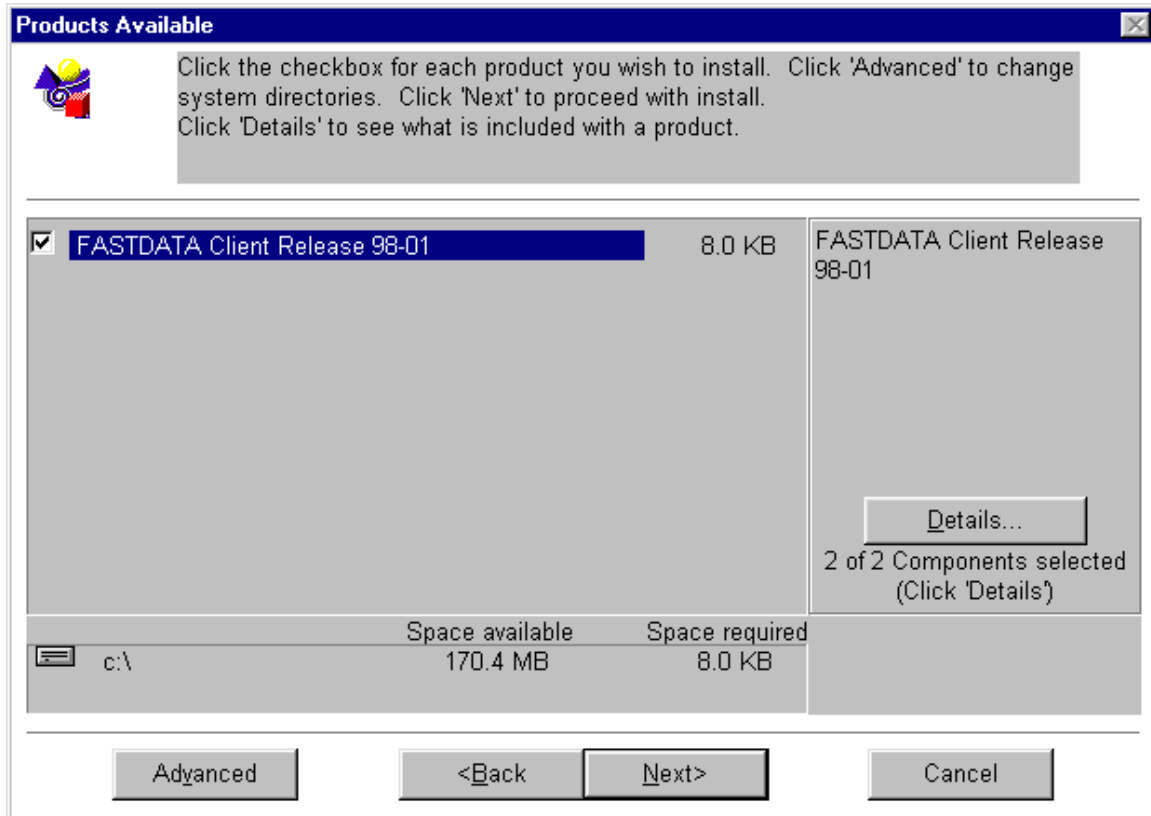 Products Available
Click the checkbox for each product you wish to install.  Click 'Advanced' to change
system directories.  Click 'Next' to proceed with install.
Click 'Details' to see what is included with a product.
FASTDATA Client Release 98-01 8.0 KB
FASTDATA Client Release
98-01
Details...
2 of 2 Components selected
(Click 'Details')
Space available Space required
c:\ 170.4 MB 8.0 KB
Advanced <Back Next> Cancel